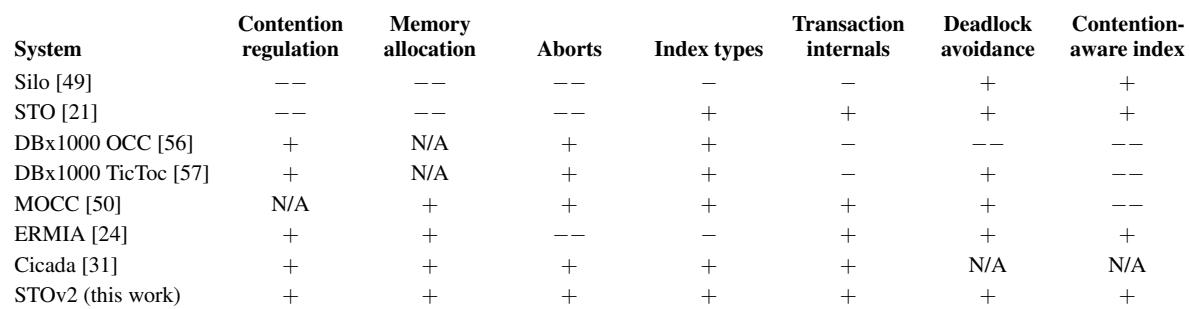 System Contention regulation Memory allocation Aborts Index types Transaction internals Deadlock avoidance Contention-aware index
Silo [49] −− −− −− − − + +
STO [21] −− −− −− + + + +
DBx1000 OCC [56] + N/A + + − −− −−
DBx1000 TicToc [57] + N/A + + − + −−
MOCC [50] N/A + + + + + −−
ERMIA [24] + + −− − + + +
Cicada [31] + + + + + N/A N/A
STOv2 (this work) + + + + + + +